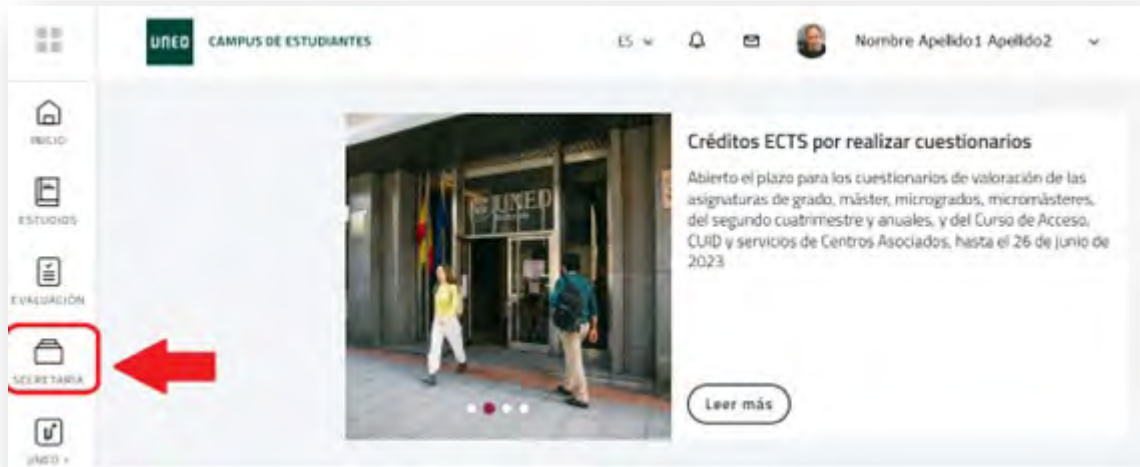 UNED CAMPUS DE ESTUDIANTES
ES
Nombre Apellido1 Apellido2
INICIO
ESTUDIOS
EVALUACIÓN
SECRETARÍA
UNED +
UNED
Créditos ECTS por realizar cuestionarios
Abierto el plazo para los cuestionarios de valoración de las
asignaturas de grado, máster, microgrados, micromásteres,
del segundo cuatrimestre y anuales, y del Curso de Acceso,
CUID y servicios de Centros Asociados, hasta el 26 de junio de
2023
Leer más